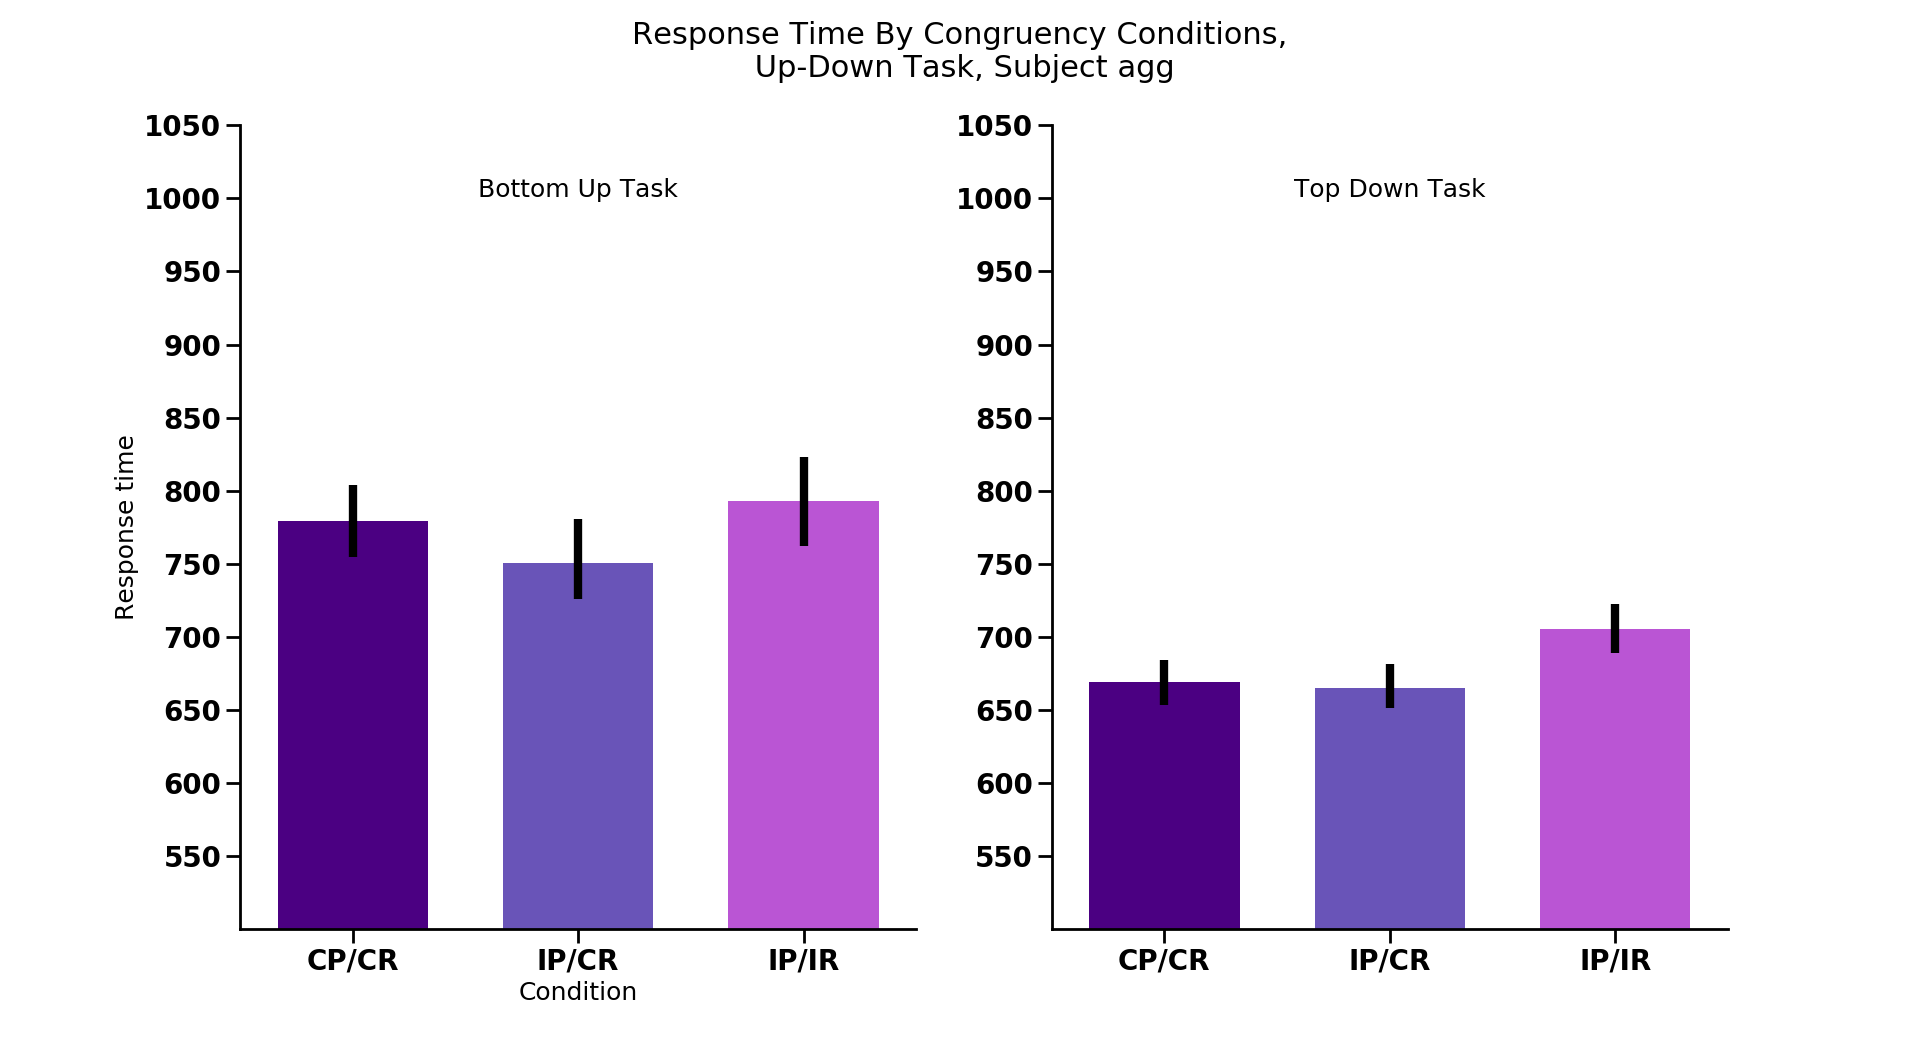 Response Time By Congruency Conditions,
Up-Down Task, Subject agg
Bottom Up Task
1050
1000
950
900
850
800
750
700
650
600
550
Response time
CP/CR
IP/CR
IP/IR
Condition
Top Down Task
1050
1000
950
900
850
800
750
700
650
600
550
CP/CR
IP/CR
IP/IR